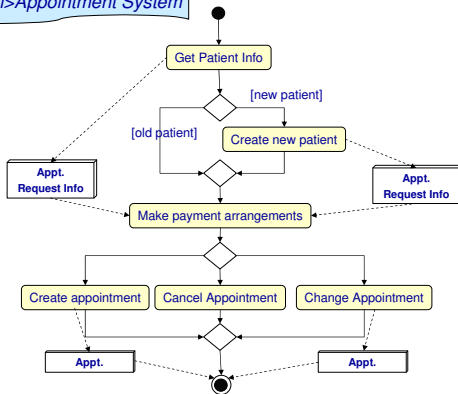 Appointment System
Get Patient Info
[new patient]
[old patient]
Create new patient
Appt.
Request Info
Appt.
Request Info
Make payment arrangements
Create appointment
Cancel Appointment
Change Appointment
Appt.
Appt.